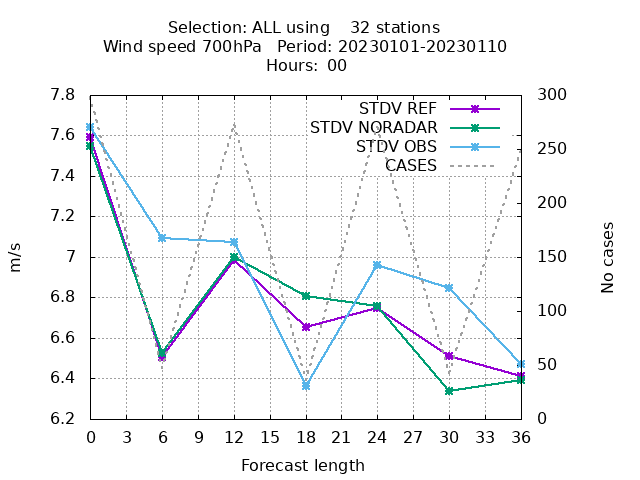 Selection: ALL using 32 stations
Wind speed 700hPa Period: 20230101-20230110
Hours: 00
7.8 300
STDV REF
STDV NORADAR
7.6
STDV OBS
250
CASES
7.4
7.2 200
m/s
No cases
7 150
6.8
100
6.6
6.4 50
6.2 0
0 3 6 9 12 15 18 21 24 27 30 33 36
Forecast length